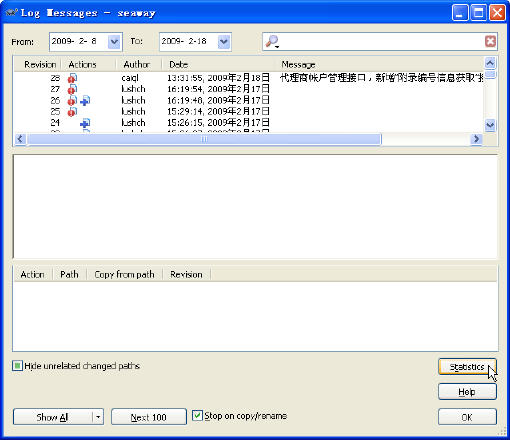 Log Messages - seaway
From: 2009- 2- 8 To: 2009- 2-18
Revision Actions Author Date Message
28 caiql 13:31:55, 2009年2月18日 代理商帐户管理接口，新增"附录编号信息获取"接
27 lushch 16:19:54, 2009年2月17日
26 lushch 16:19:48, 2009年2月17日
25 lushch 15:29:14, 2009年2月17日
24 lushch 15:26:15, 2009年2月17日
Action Path Copy from path Revision
Hide unrelated changed paths
Statistics
Help
Show All Next 100 Stop on copy/rename OK